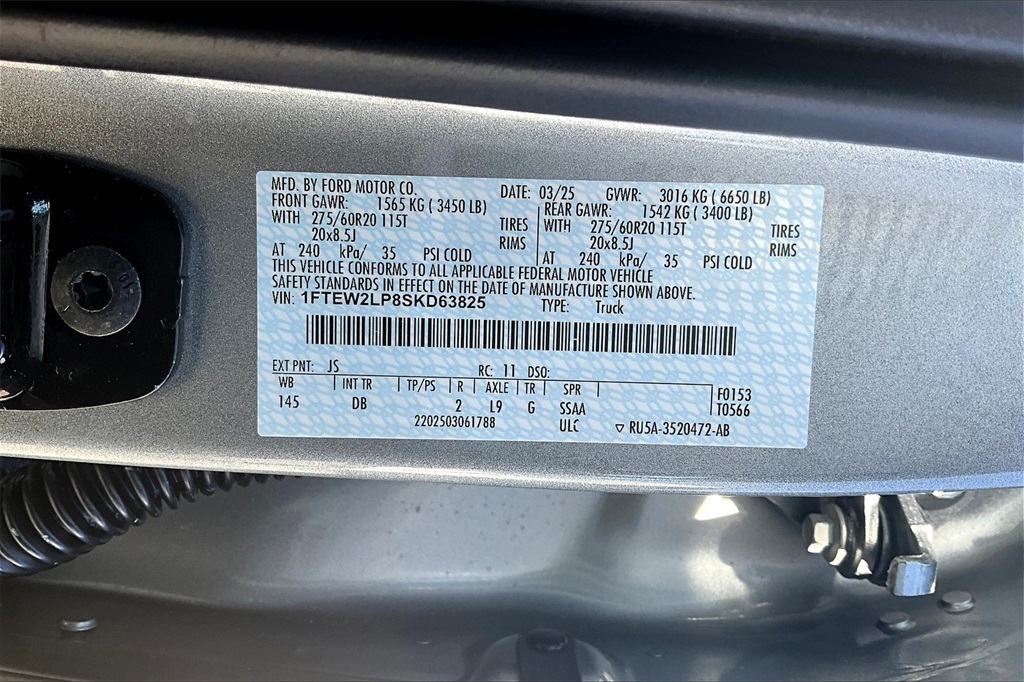 MFD. BY FORD MOTOR CO. DATE: 03/25 GVWR: 3016 KG ( 6650 LB)
FRONT GAWR: 1565 KG ( 3450 LB) REAR GAWR: 1542 KG ( 3400 LB)
WITH 275/60R20 115T TIRES WITH 275/60R20 115T TIRES
20x8.5J RIMS 20x8.5J RIMS
AT 240 kPa/ 35 PSI COLD AT 240 kPa/ 35 PSI COLD
THIS VEHICLE CONFORMS TO ALL APPLICABLE FEDERAL MOTOR VEHICLE
SAFETY STANDARDS IN EFFECT ON THE DATE OF MANUFACTURE SHOWN ABOVE.
VIN: 1FTEW2LP8SKD63825 TYPE: Truck
EXT PNT: JS RC: 11 DSO:
WB INT TR TP/PS R AXLE TR SPR F0153
145 DB 2 L9 G SSAA T0566
2202503061788 ULC ▽ RU5A-3520472-AB